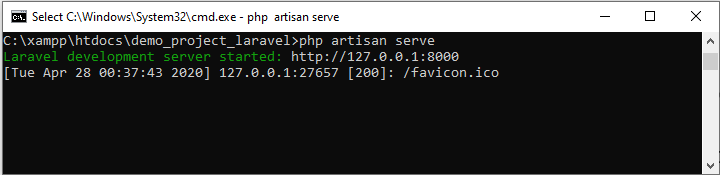 Select C:\Windows\System32\cmd.exe - php  artisan serve
C:\xampp\htdocs\demo_project_laravel>php artisan serve
Laravel development server started: http://127.0.0.1:8000
[Tue Apr 28 00:37:43 2020] 127.0.0.1:27657 [200]: /favicon.ico